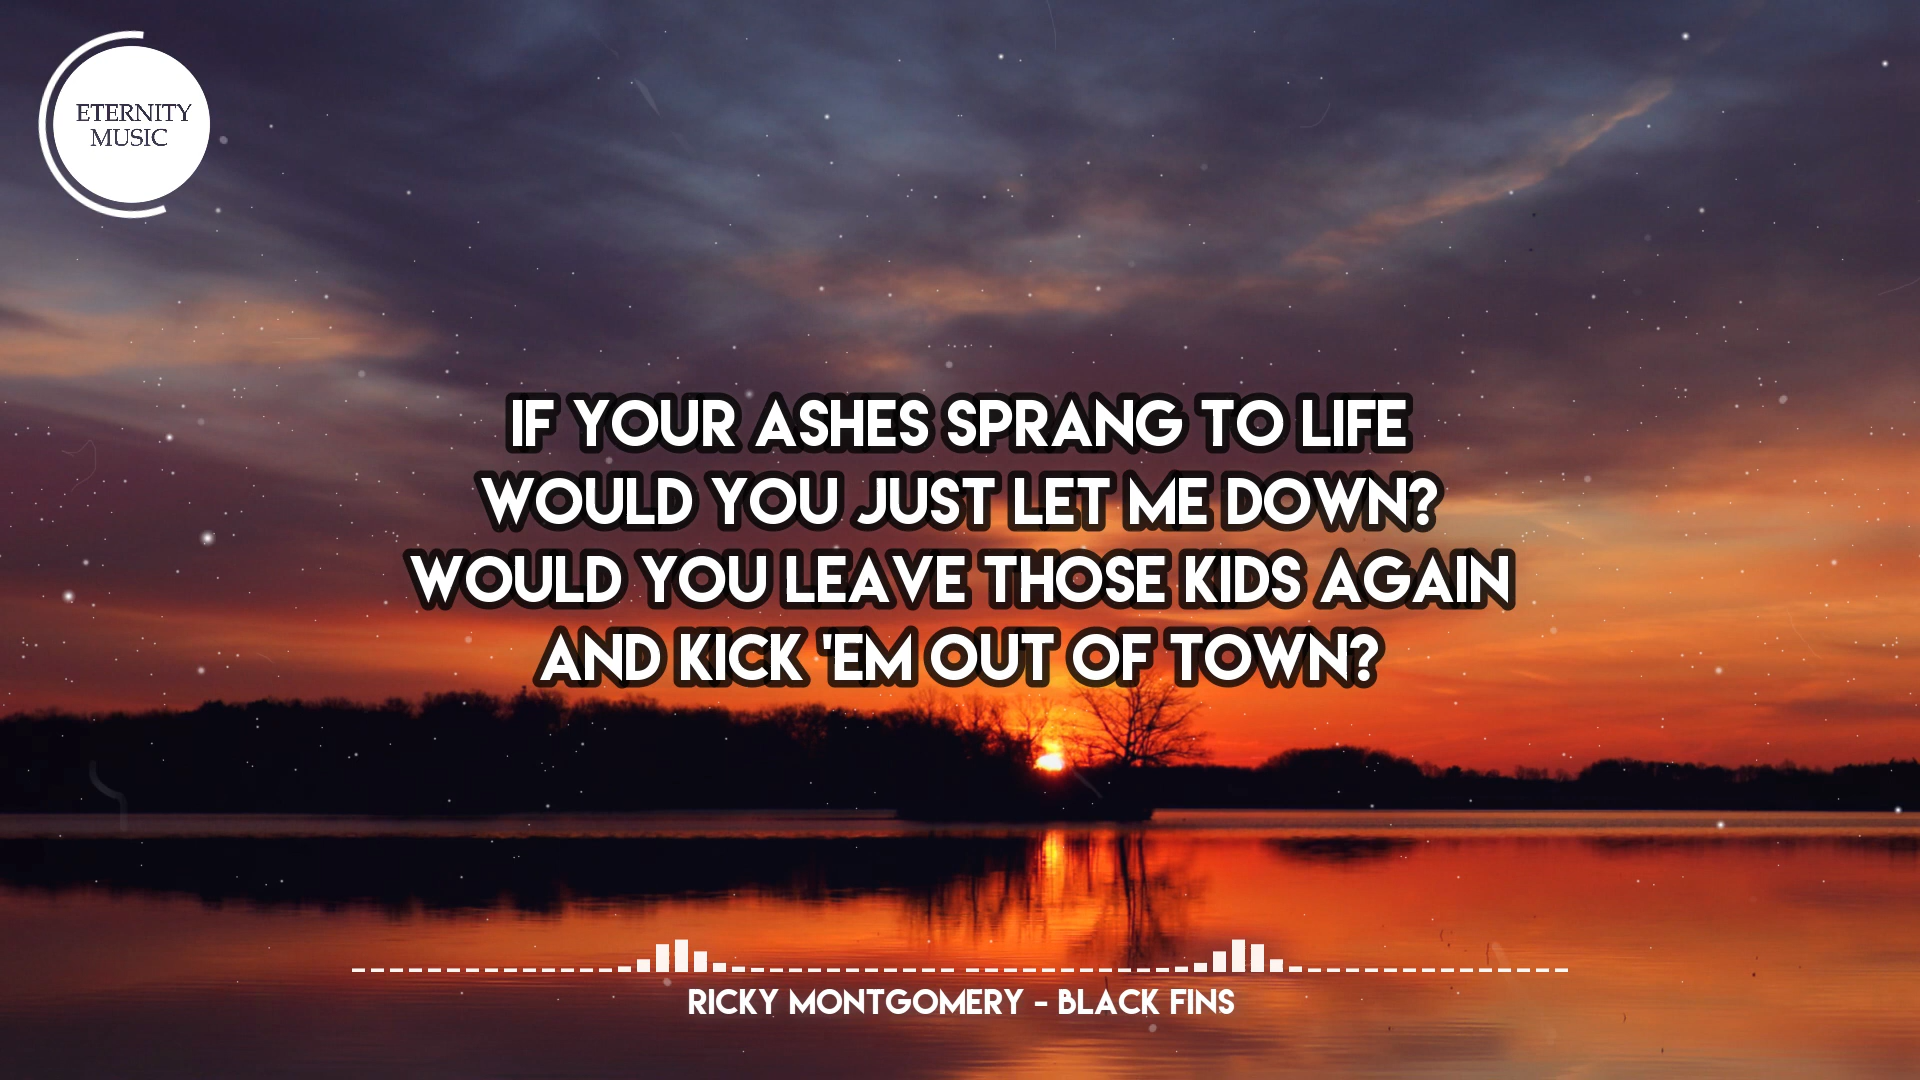 ETERNITY
MUSIC
IF YOUR ASHES SPRANG TO LIFE
WOULD YOU JUST LET ME DOWN?
WOULD YOU LEAVE THOSE KIDS AGAIN
AND KICK 'EM OUT OF TOWN?
RICKY MONTGOMERY - BLACK FINS